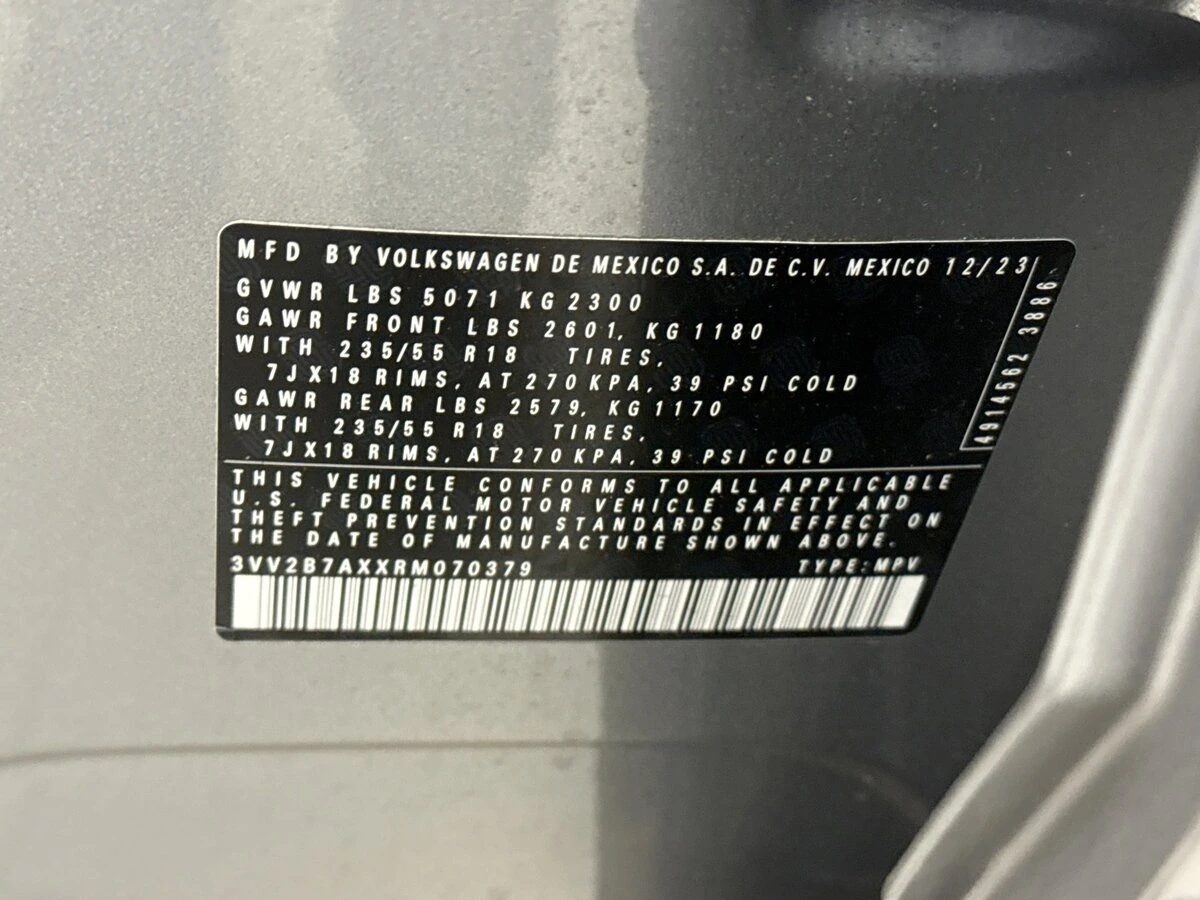 MFD BY VOLKSWAGEN DE MEXICO S.A. DE C.V. MEXICO 12/23
GVWR LBS 5071 KG 2300
GAWR FRONT LBS 2601, KG 1180
WITH 235/55 R18 TIRES,
7JX18 RIMS, AT 270 KPA, 39 PSI COLD
GAWR REAR LBS 2579, KG 1170
WITH 235/55 R18 TIRES,
7JX18 RIMS, AT 270 KPA, 39 PSI COLD
4914562 3886
THIS VEHICLE CONFORMS TO ALL APPLICABLE
U.S. FEDERAL MOTOR VEHICLE SAFETY AND
THEFT PREVENTION STANDARDS IN EFFECT ON
THE DATE OF MANUFACTURE SHOWN ABOVE.
3VV2B7AXXRM070379 TYPE: MPV